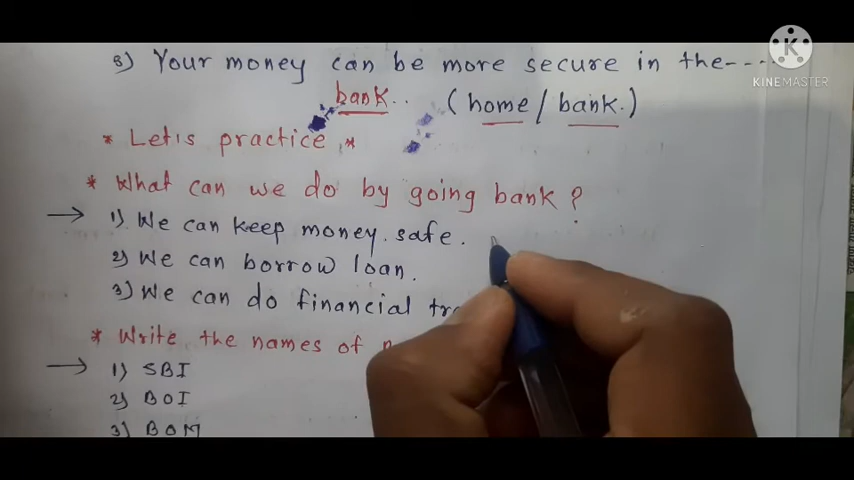 KINEMASTER
8) Your money can be more secure in the-----
bank.. (home/bank.)
* Let's practice *
* What can we do by going bank?
→ 1) We can keep money safe.
2) We can borrow loan.
3) We can do financial
* Write the names of
→ 1) SBI
2) BOI
3) BOM